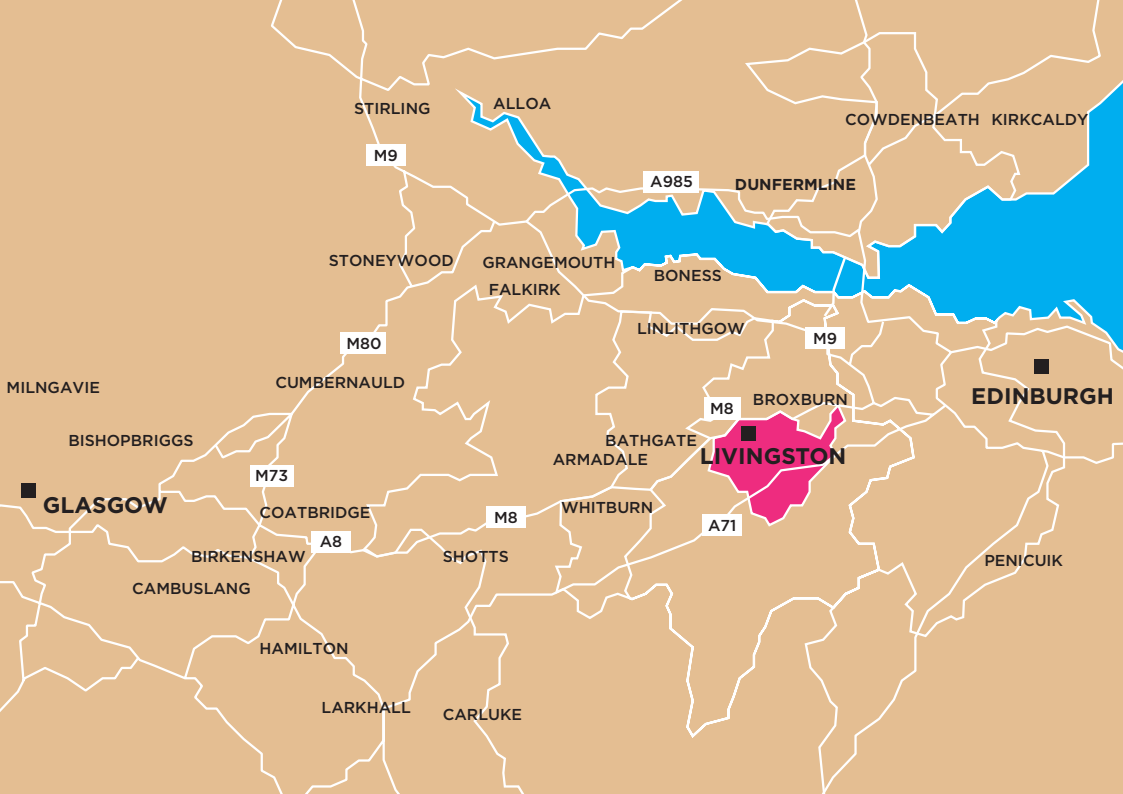 ALLOA
STIRLING
COWDENBEATH
KIRKCALDY
M9
A985
DUNFERMLINE
STONEYWOOD
GRANGEMOUTH
BONESS
FALKIRK
LINLITHGOW
M9
M80
EDINBURGH
CUMBERNAULD
MILNGAVIE
BROXBURN
M8
BISHOPBRIGGS
BATHGATE
LIVINGSTON
ARMADALE
M73
GLASGOW
WHITBURN
COATBRIDGE
M8
A71
A8
BIRKENSHAW
SHOTTS
PENICUIK
CAMBUSLANG
HAMILTON
LARKHALL
CARLUKE